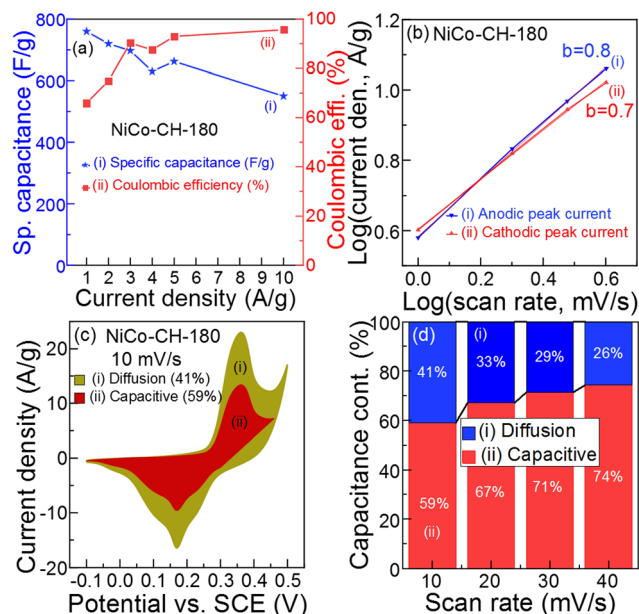 (a)
Sp. capacitance (F/g)
800
600
400
200
0
(ii)
(i)
NiCo-CH-180
(i) Specific capacitance (F/g)
(ii) Coulombic efficiency (%)
1 2 3 4 5 10
Current density (A/g)
100
80
60
40
20
0
Coulombic effi. (%)
(b) NiCo-CH-180
Log(current den., A/g)
1.2
1.0
0.8
0.6
b=0.8 (i)
(ii)
b=0.7
(i) Anodic peak current
(ii) Cathodic peak current
0.0 0.2 0.4 0.6
Log(scan rate, mV/s)
(c) NiCo-CH-180
10 mV/s
(i) Diffusion (41%)
(ii) Capacitive (59%)
(i)
(ii)
Current density (A/g)
20
10
0
-10
-20
-0.1 0.0 0.1 0.2 0.3 0.4 0.5
Potential vs. SCE (V)
(d)
Capacitance cont. (%)
100
80
60
40
20
0
(i)
41% 33% 29% 26%
(i) Diffusion
(ii) Capacitive
59% 67% 71% 74%
(ii)
10 20 30 40
Scan rate (mV/s)